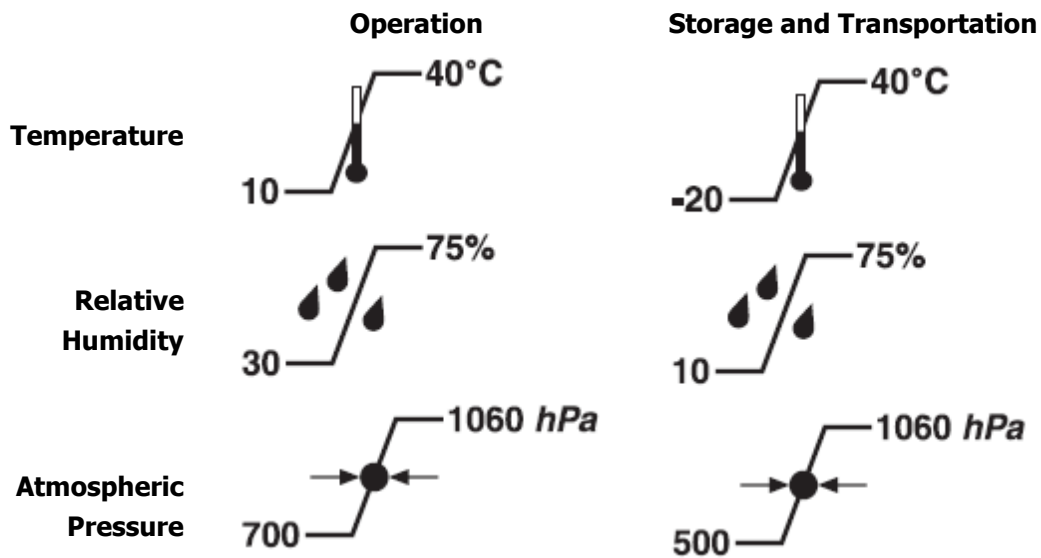 Operation Storage and Transportation
40°C 40°C
Temperature
10 -20
75% 75%
Relative
Humidity
30 10
1060 hPa 1060 hPa
Atmospheric
Pressure
700 500